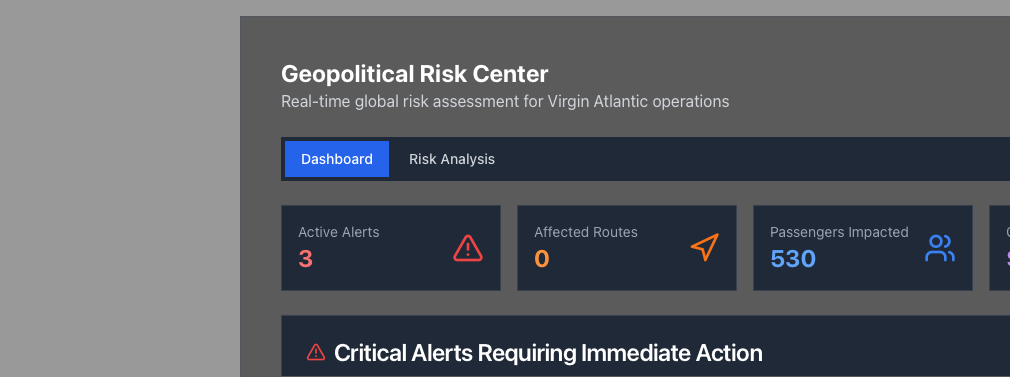 Geopolitical Risk Center
Real-time global risk assessment for Virgin Atlantic operations
Dashboard Risk Analysis
Active Alerts
3
Affected Routes
0
Passengers Impacted
530
Critical Alerts Requiring Immediate Action